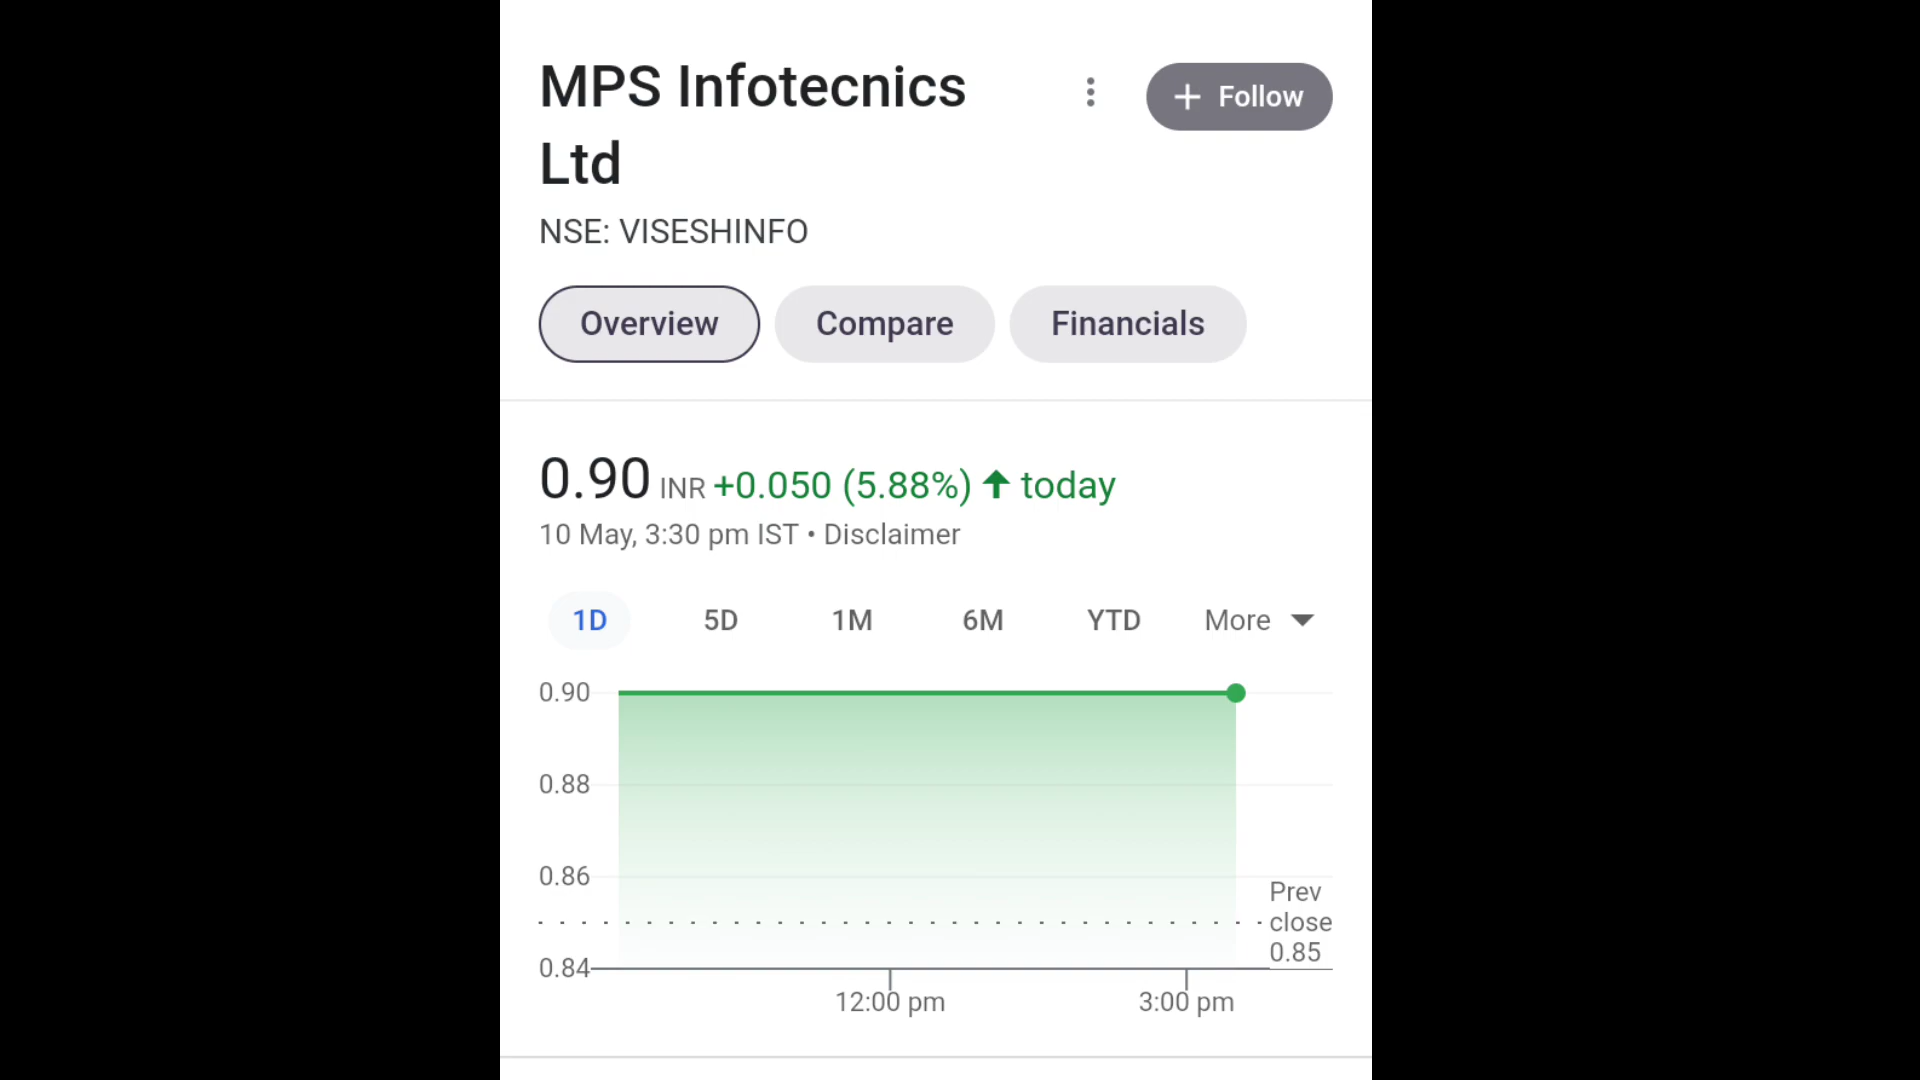 MPS Infotecnics
Ltd
+ Follow
NSE: VISESHINFO
Overview Compare Financials
0.90 INR +0.050 (5.88%) ↑ today
10 May, 3:30 pm IST • Disclaimer
1D 5D 1M 6M YTD More
0.90
0.88
0.86
0.84
Prev
close
0.85
12:00 pm 3:00 pm